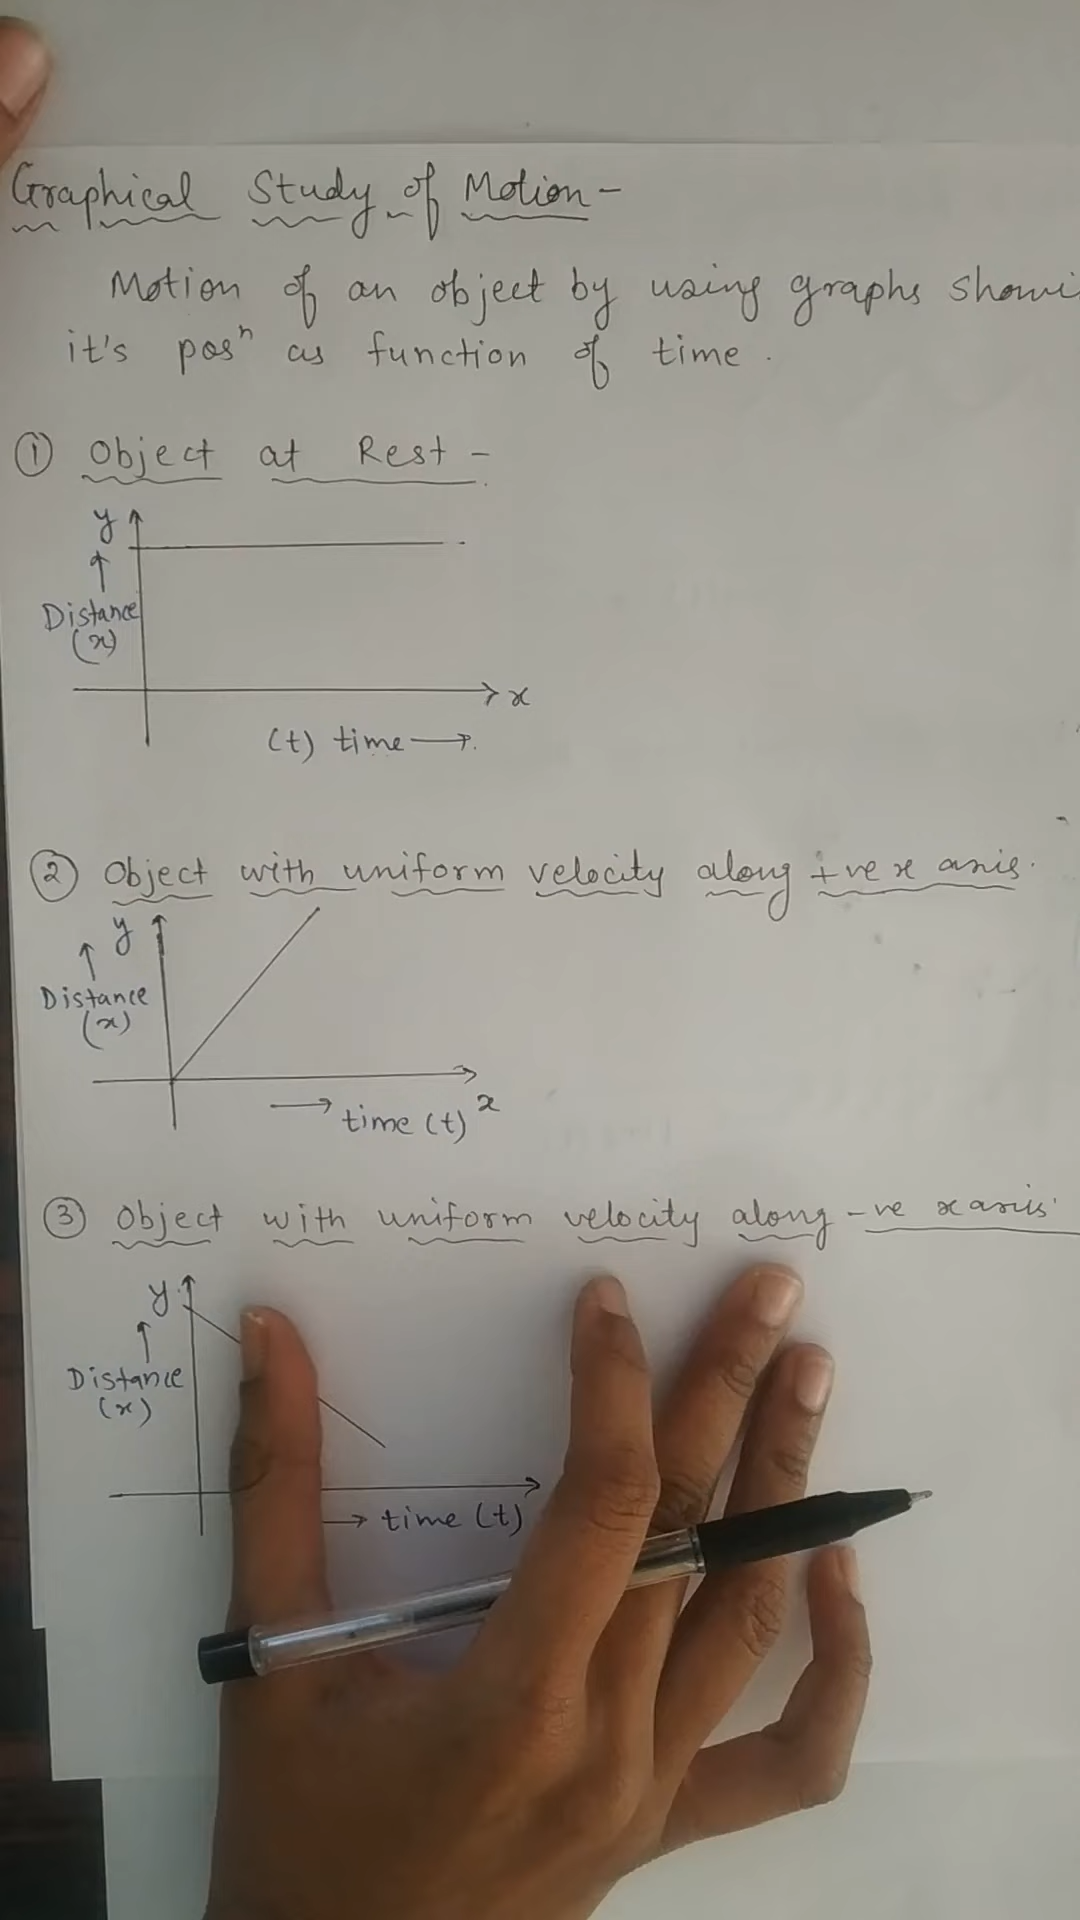 Graphical Study of Motion -
Motion of an object by using graphs showi
it's posⁿ as function of time .
① Object at Rest -
y
Distance
(x)
x
(t) time →
② Object with uniform velocity along +ve x axis.
y
Distance
(x)
→ time (t) x
③ Object with uniform velocity along -ve x axis.
y
Distance
(x)
→ time (t)